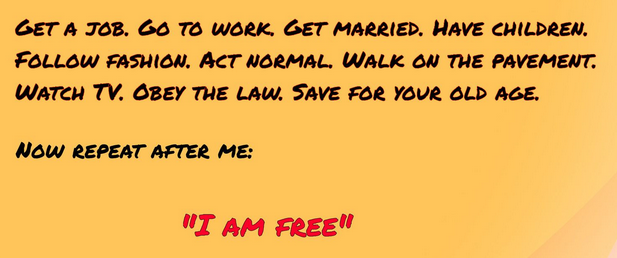 Get a job. Go to work. Get married. Have children.
Follow fashion. Act normal. Walk on the pavement.
Watch TV. Obey the law. Save for your old age.
Now repeat after me:
"I am free"